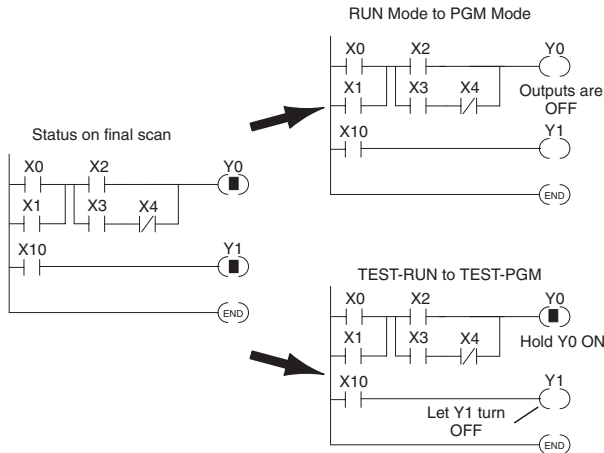 RUN Mode to PGM Mode
X0 X2 Y0
X1 X3 X4
Outputs are
OFF
X10 Y1
END
Status on final scan
X0 X2 Y0
X1 X3 X4
X10 Y1
END
TEST-RUN to TEST-PGM
X0 X2 Y0
X1 X3 X4
Hold Y0 ON
X10 Y1
Let Y1 turn
OFF
END